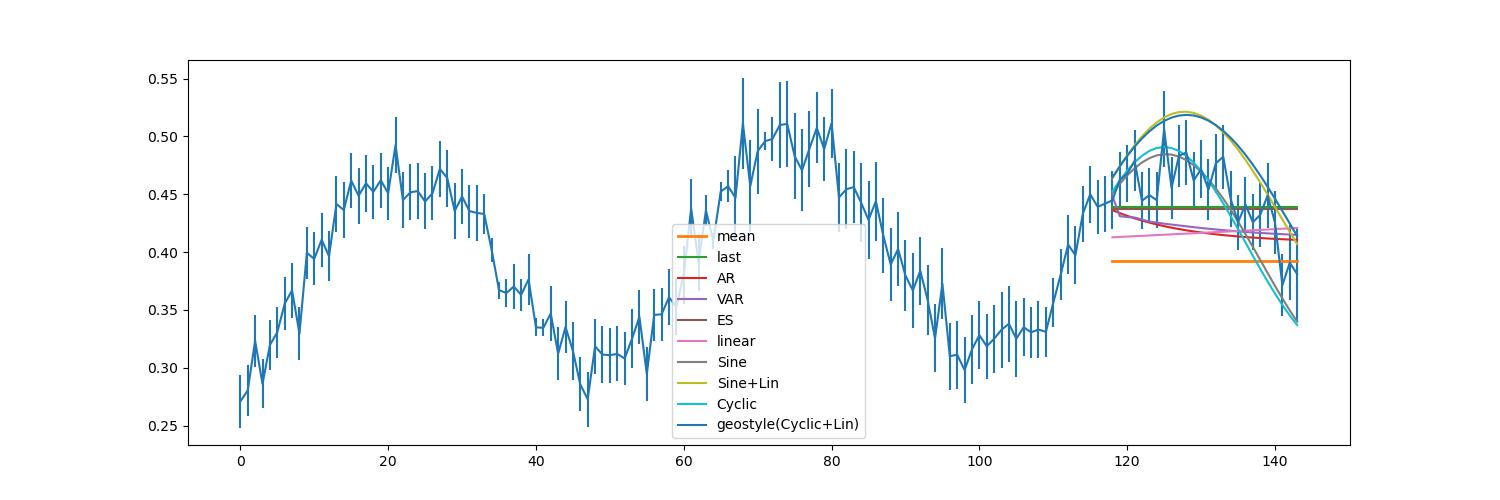 0.55
0.50
0.45
0.40
0.35
0.30
0.25
0 20 40 60 80 100 120 140
mean
last
AR
VAR
ES
linear
Sine
Sine+Lin
Cyclic
geostyle(Cyclic+Lin)